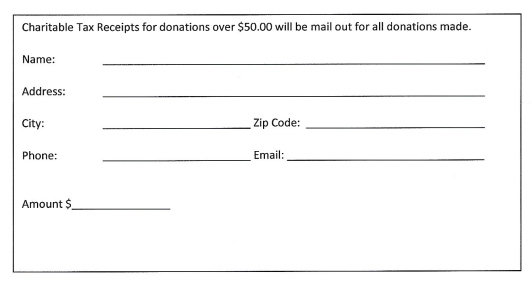 Charitable Tax Receipts for donations over $50.00 will be mail out for all donations made.
Name:
Address:
City: Zip Code:
Phone: Email:
Amount $